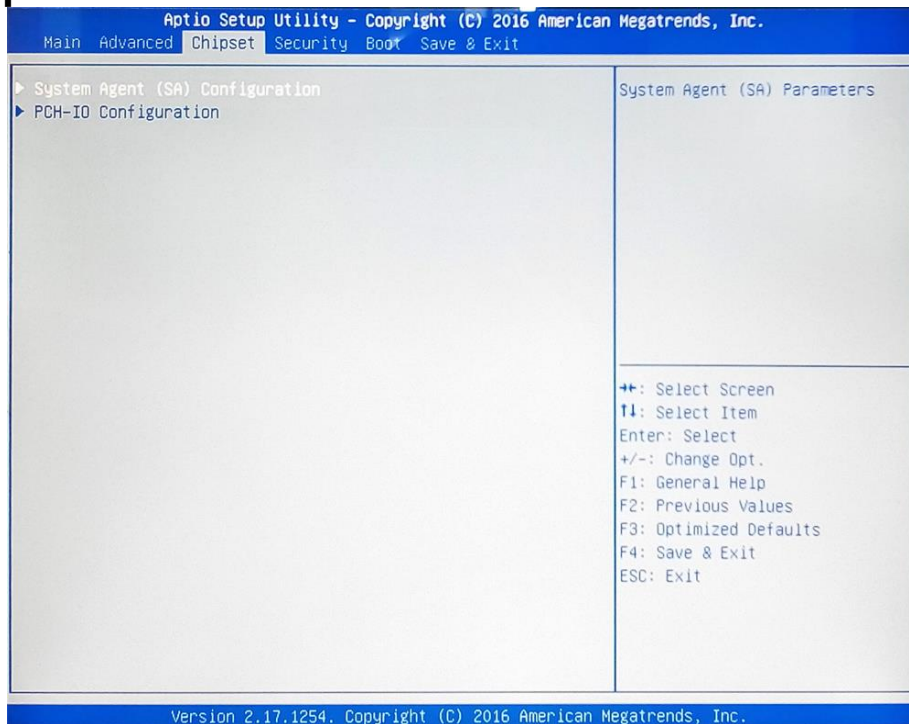 Aptio Setup Utility – Copyright (C) 2016 American Megatrends, Inc.
Main Advanced Chipset Security Boot Save & Exit
System Agent (SA) Configuration
PCH-IO Configuration
System Agent (SA) Parameters
→←: Select Screen
↑↓: Select Item
Enter: Select
+/-: Change Opt.
F1: General Help
F2: Previous Values
F3: Optimized Defaults
F4: Save & Exit
ESC: Exit
Version 2.17.1254. Copyright (C) 2016 American Megatrends, Inc.